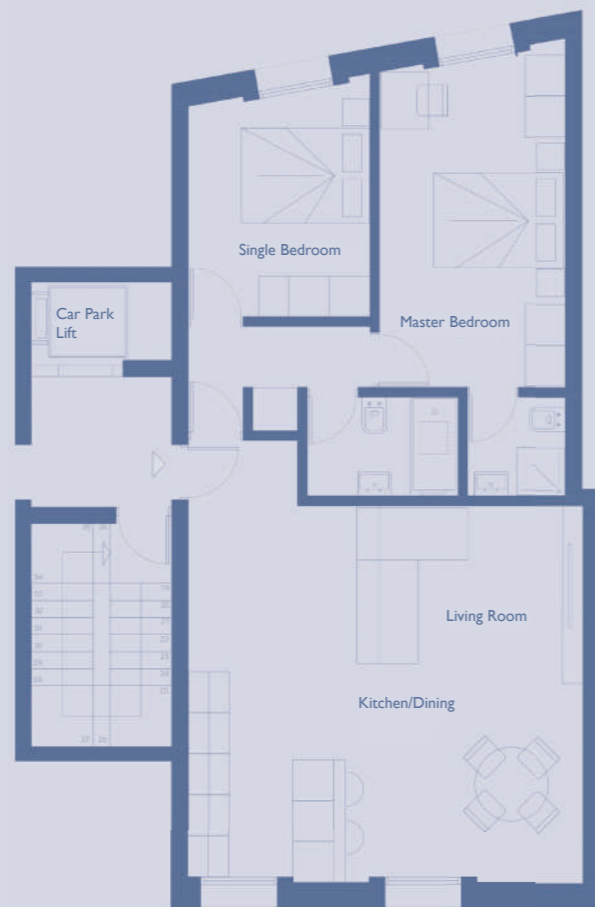 Single Bedroom
Car Park
Lift
Master Bedroom
Living Room
Kitchen/Dining